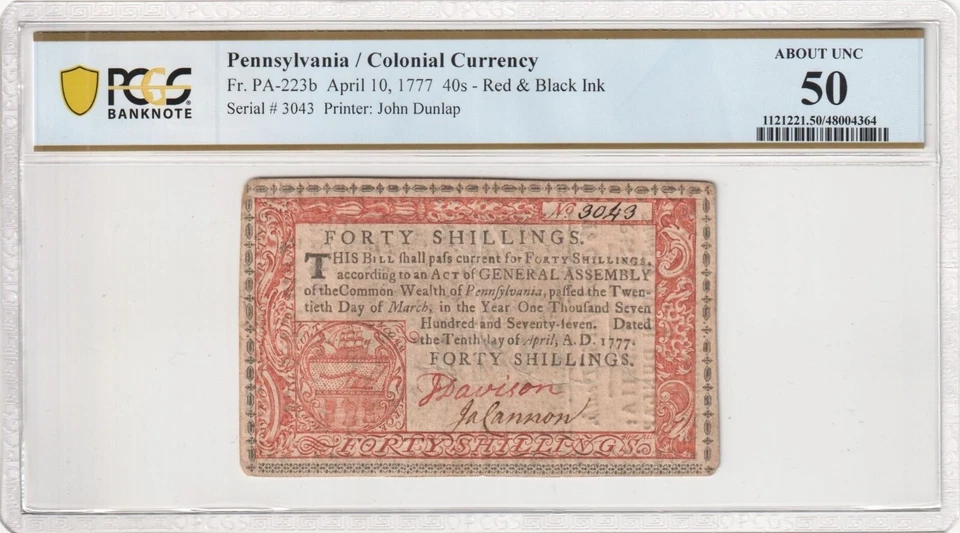 PCGS
BANKNOTE
Pennsylvania / Colonial Currency
Fr. PA-223b April 10, 1777 40s - Red & Black Ink
Serial # 3043 Printer: John Dunlap
ABOUT UNC
50
1121221.50/48004364
No 3043
FORTY SHILLINGS.
THIS BILL ſhall paſs current for FORTY SHILLINGS,
according to an ACT of GENERAL ASSEMBLY
of the Common Wealth of Pennſylvania, paſſed the Twen-
tieth Day of March, in the Year One Thouſand Seven
Hundred and Seventy-ſeven. Dated
the Tenth day of April, A.D. 1777.
FORTY SHILLINGS.
J Davison
Ja Cannon
FORTY SHILLINGS